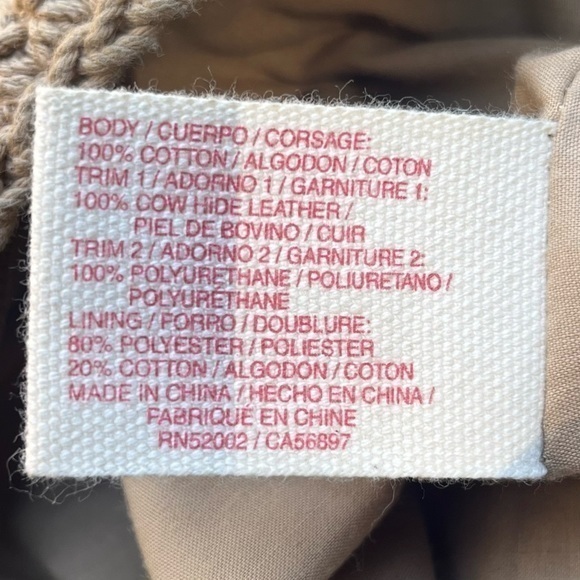 BODY / CUERPO / CORSAGE:
100% COTTON / ALGODON / COTON
TRIM 1 / ADORNO 1 / GARNITURE 1:
100% COW HIDE LEATHER /
PIEL DE BOVINO / CUIR
TRIM 2 / ADORNO 2 / GARNITURE 2:
100% POLYURETHANE / POLIURETANO /
POLYURÉTHANE
LINING / FORRO / DOUBLURE:
80% POLYESTER / POLIESTER
20% COTTON / ALGODON / COTON
MADE IN CHINA / HECHO EN CHINA /
FABRIQUÉ EN CHINE
RN52002 / CA56897